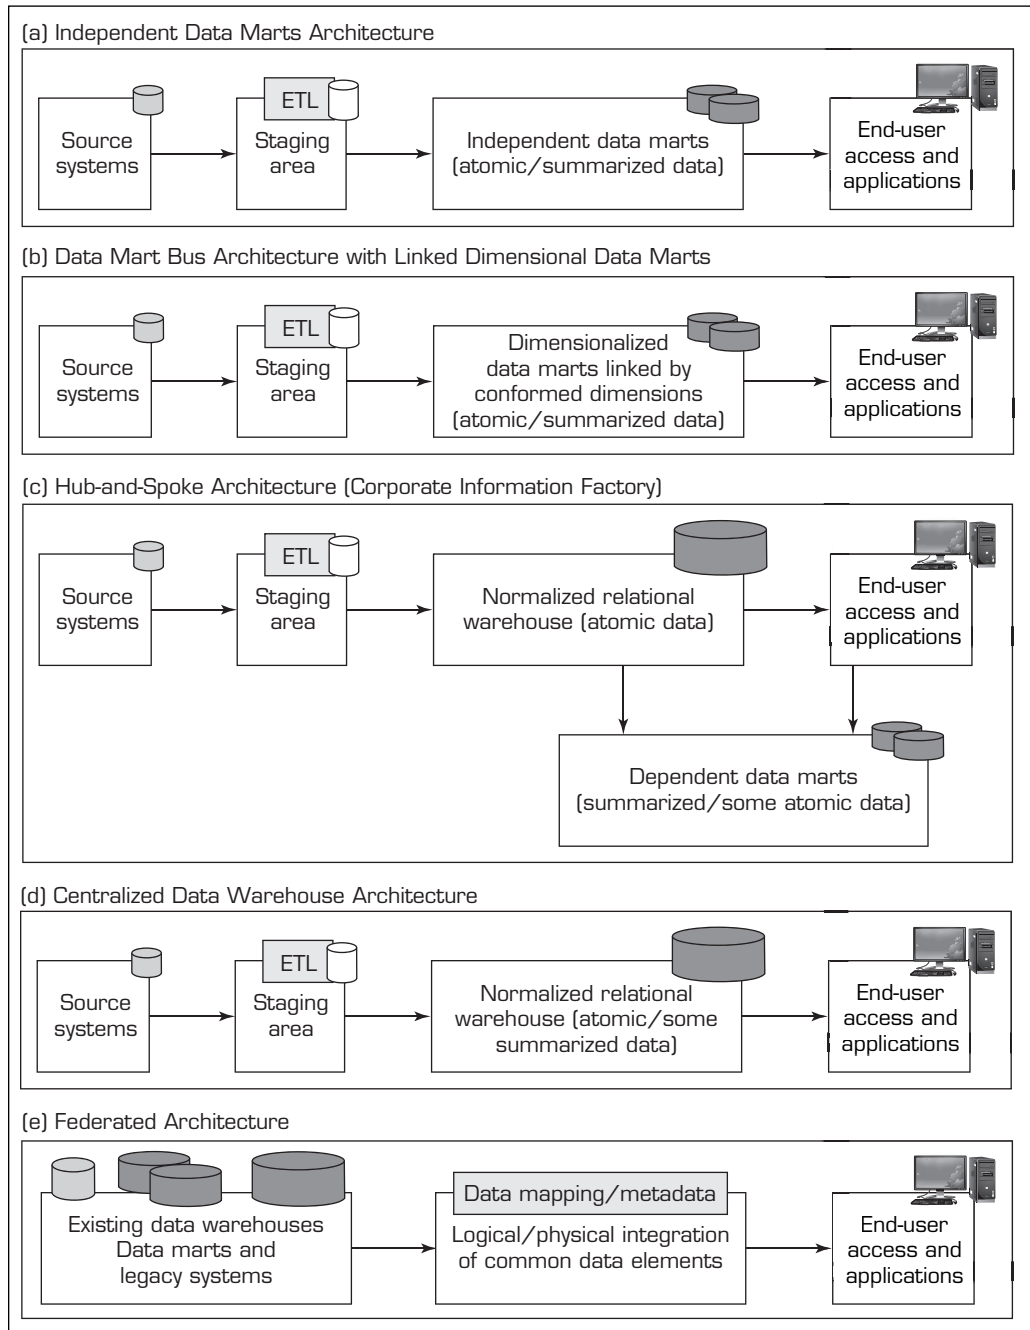 (a) Independent Data Marts Architecture
ETL
Source
systems
Staging
area
Independent data marts
(atomic/summarized data)
End-user
access and
applications
(b) Data Mart Bus Architecture with Linked Dimensional Data Marts
ETL
Source
systems
Staging
area
Dimensionalized
data marts linked by
conformed dimensions
(atomic/summarized data)
End-user
access and
applications
(c) Hub-and-Spoke Architecture (Corporate Information Factory)
ETL
Source
systems
Staging
area
Normalized relational
warehouse (atomic data)
End-user
access and
applications
Dependent data marts
(summarized/some atomic data)
(d) Centralized Data Warehouse Architecture
ETL
Source
systems
Staging
area
Normalized relational
warehouse (atomic/some
summarized data)
End-user
access and
applications
(e) Federated Architecture
Existing data warehouses
Data marts and
legacy systems
Data mapping/metadata
Logical/physical integration
of common data elements
End-user
access and
applications